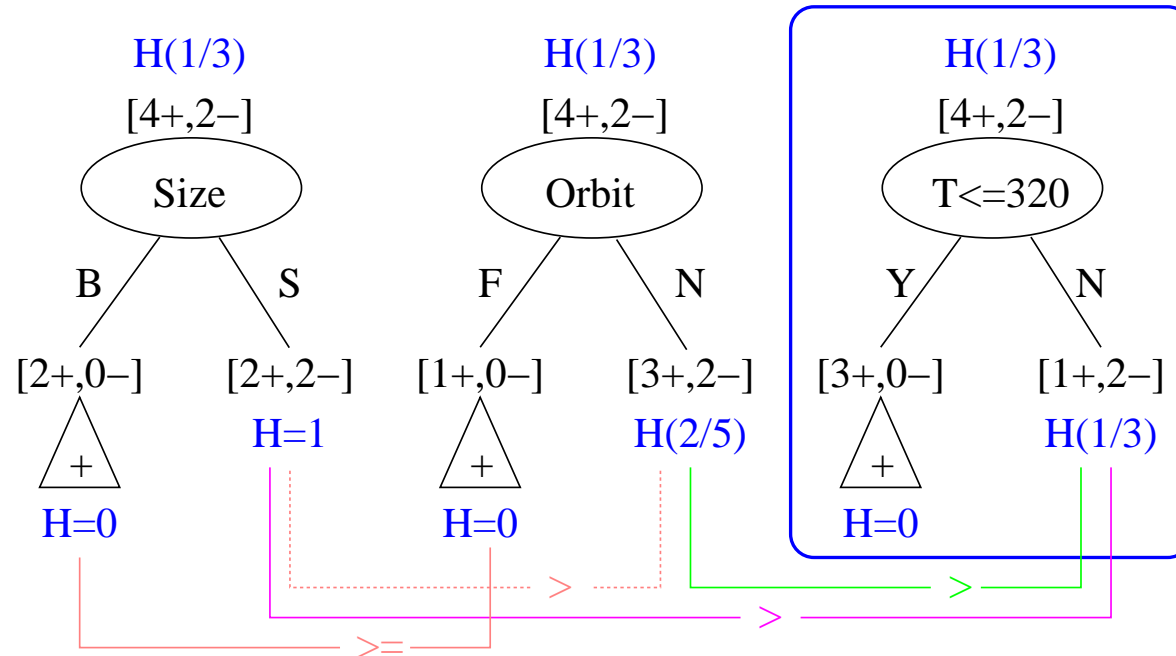 H(1/3) H(1/3) H(1/3)
[4+,2−] [4+,2−] [4+,2−]
Size Orbit T<=320
B S F N Y N
[2+,0−] [2+,2−] [1+,0−] [3+,2−] [3+,0−] [1+,2−]
H=1 H(2/5) H(1/3)
+ + +
H=0 H=0 H=0
> >
>
>=